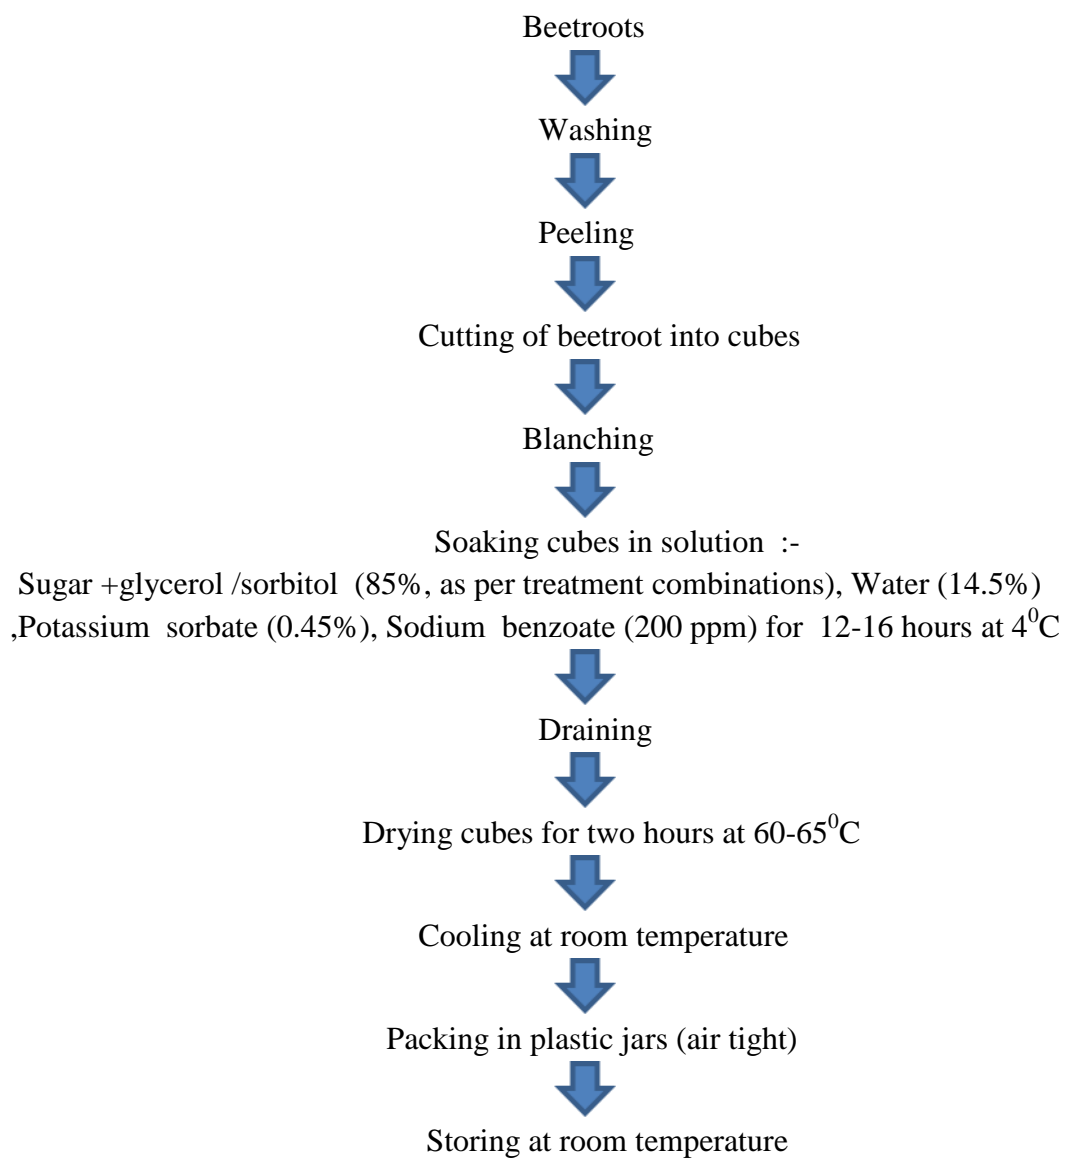 Beetroots
Washing
Peeling
Cutting of beetroot into cubes
Blanching
Soaking cubes in solution :-
Sugar +glycerol /sorbitol (85%, as per treatment combinations), Water (14.5%)
,Potassium sorbate (0.45%), Sodium benzoate (200 ppm) for 12-16 hours at 4⁰C
Draining
Drying cubes for two hours at 60-65⁰C
Cooling at room temperature
Packing in plastic jars (air tight)
Storing at room temperature